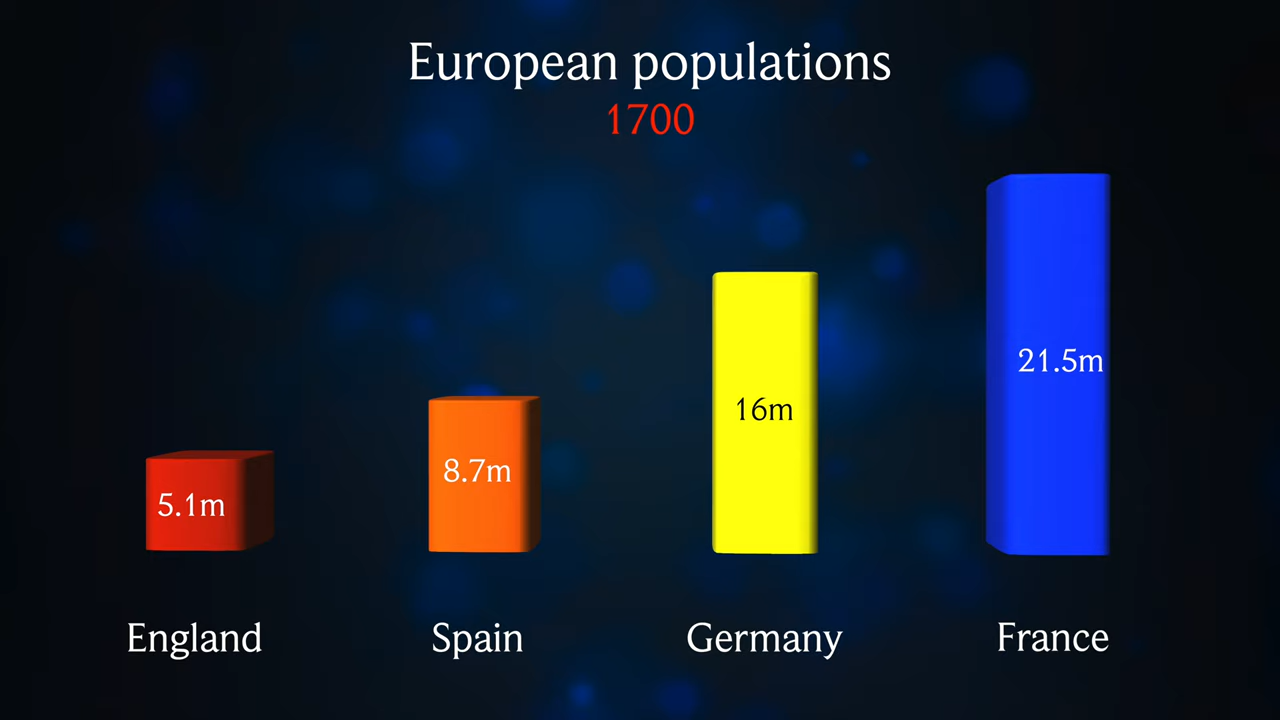 European populations
1700
5.1m
8.7m
16m
21.5m
England
Spain
Germany
France